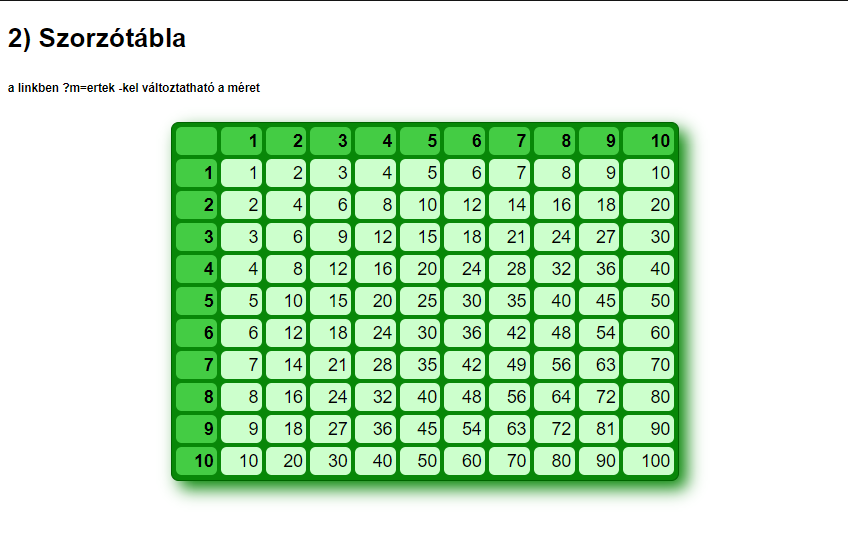 2) Szorzótábla
a linkben ?m=ertek -kel változtatható a méret
1 2 3 4 5 6 7 8 9 10
1 1 2 3 4 5 6 7 8 9 10
2 2 4 6 8 10 12 14 16 18 20
3 3 6 9 12 15 18 21 24 27 30
4 4 8 12 16 20 24 28 32 36 40
5 5 10 15 20 25 30 35 40 45 50
6 6 12 18 24 30 36 42 48 54 60
7 7 14 21 28 35 42 49 56 63 70
8 8 16 24 32 40 48 56 64 72 80
9 9 18 27 36 45 54 63 72 81 90
10 10 20 30 40 50 60 70 80 90 100